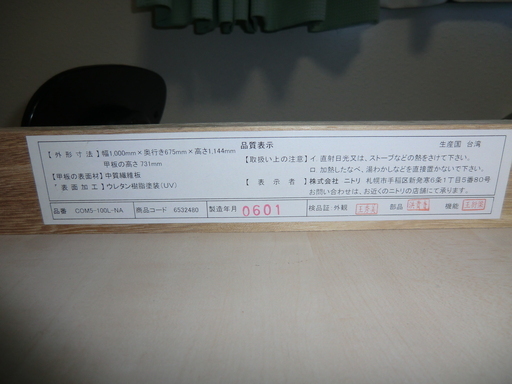 品質表示
生産国 台湾
【外形寸法】幅1,000mm×奥行き675mm×高さ1,144mm
甲板の高さ 731mm
【甲板の表面材】中質繊維板
【表面加工】ウレタン樹脂塗装(UV)
【取扱い上の注意】イ. 直射日光又は、ストーブなどの熱をさけて下さい。
ロ. 加熱したなべ、湯わかしなどを直接置かないで下さい。
【表示者】株式会社 ニトリ 札幌市手稲区新発寒6条1丁目5番80号
お問い合わせは、お近くのニトリの店舗にて承ります。
品番 COM5-100L-NA 商品コード 6532480 製造年月 0601 検品証 外観 部品 機能